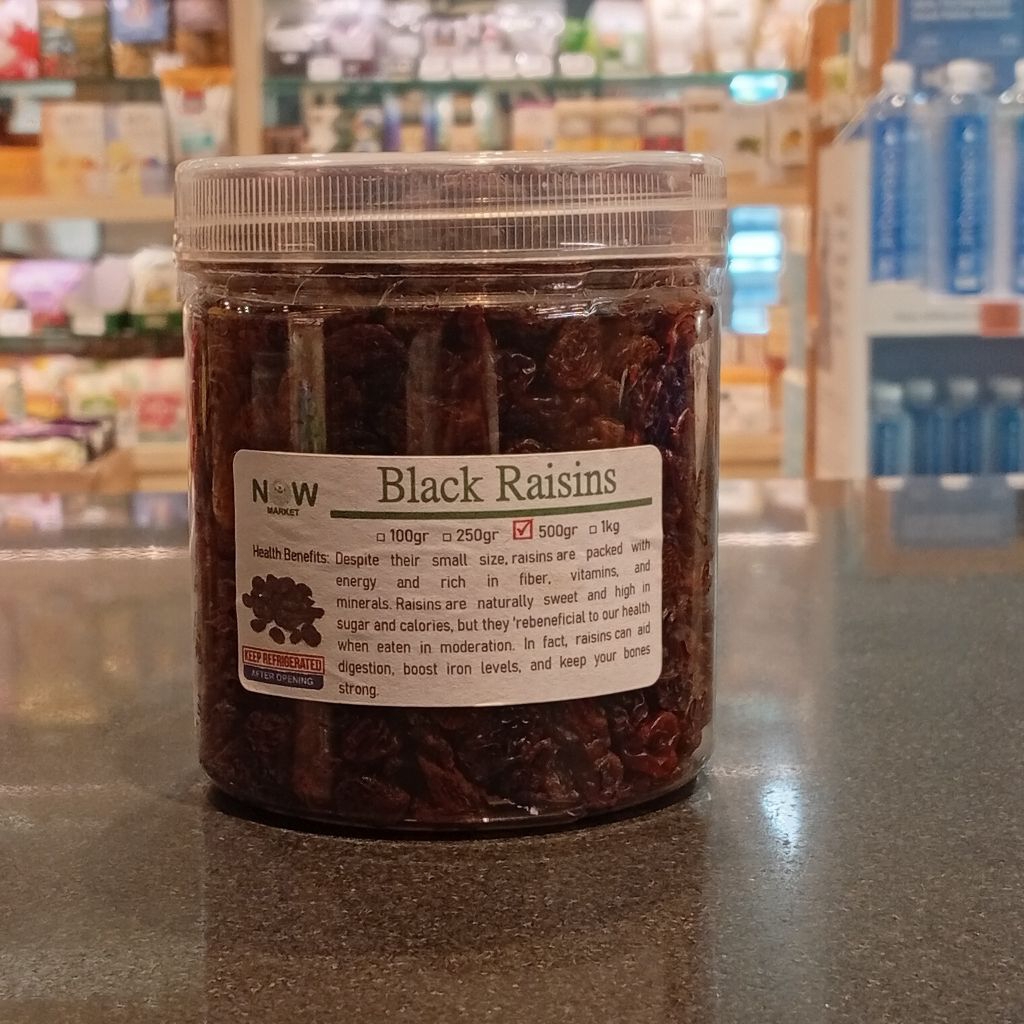 Black Raisins
NOW
MARKET
100gr 250gr ☑ 500gr 1kg
Health Benefits: Despite their small size, raisins are packed with
energy and rich in fiber, vitamins, and
minerals. Raisins are naturally sweet and high in
sugar and calories, but they 'rebeneficial to our health
when eaten in moderation. In fact, raisins can aid
digestion, boost iron levels, and keep your bones
strong.
KEEP REFRIGERATED
AFTER OPENING